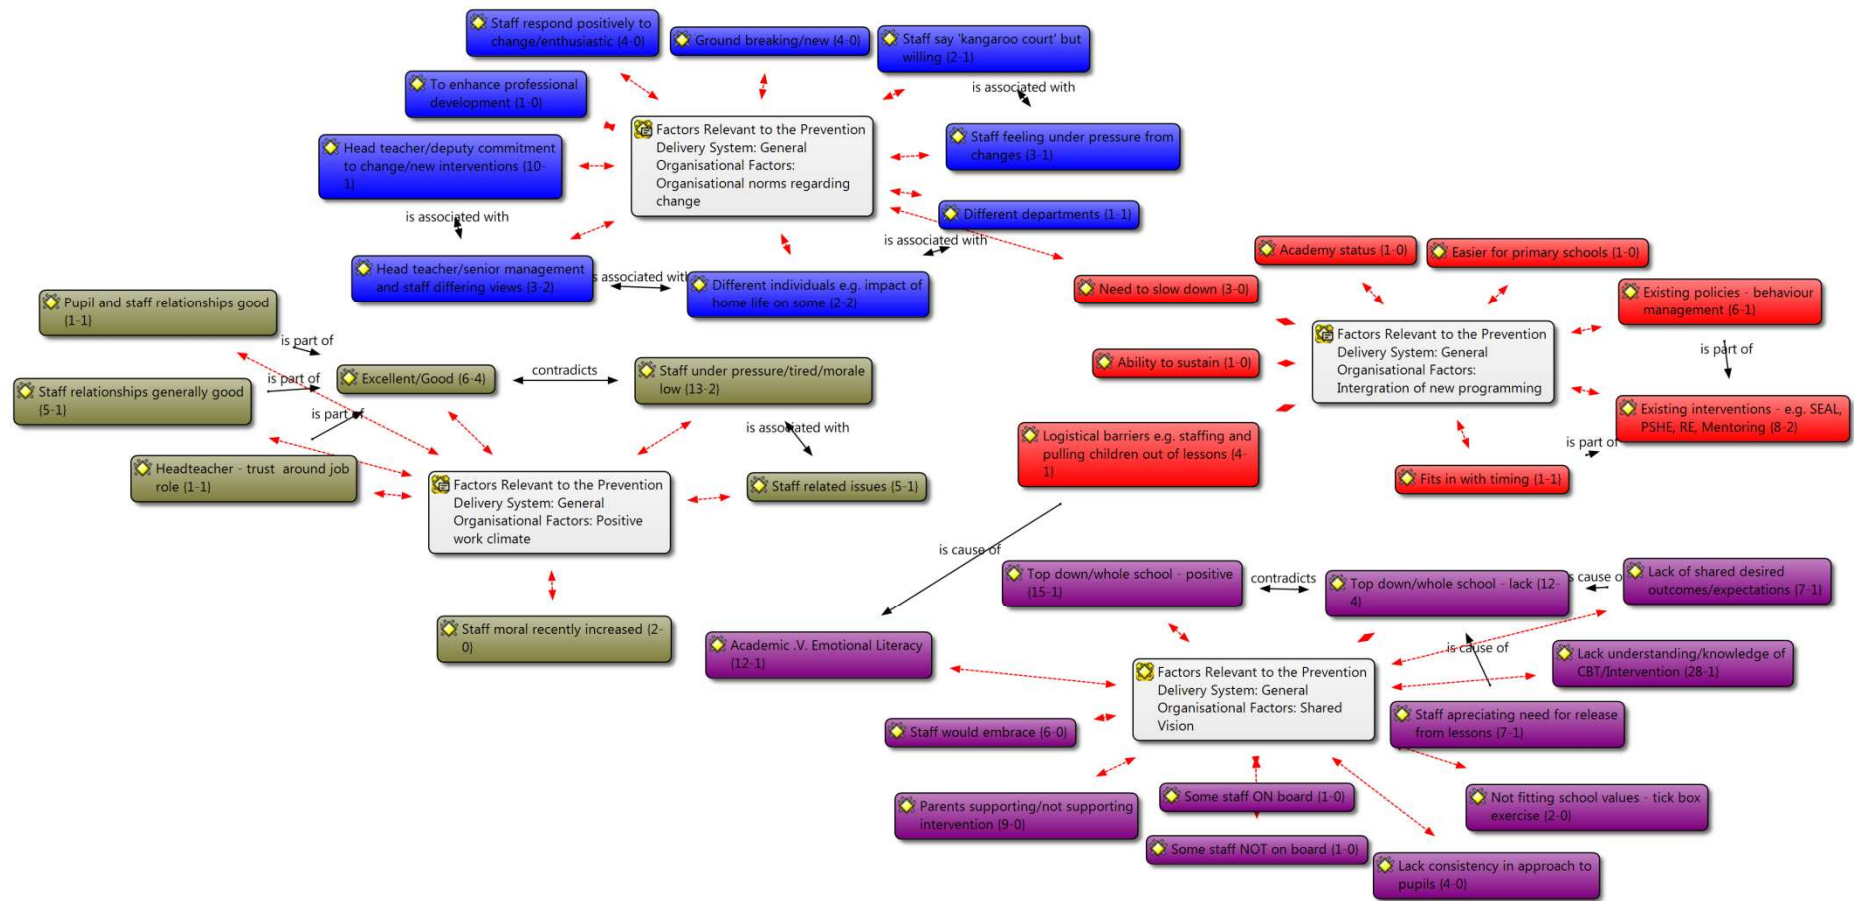 Staff respond positively to
change/enthusiastic (4-0)
Ground breaking/new (4-0)
Staff say 'kangaroo court' but
willing (2-1)
is associated with
To enhance professional
development (1-0)
Factors Relevant to the Prevention
Delivery System: General
Organisational Factors:
Organisational norms regarding
change
Staff feeling under pressure from
changes (3-1)
Head teacher/deputy commitment
to change/new interventions (10-
1)
is associated with
Different departments (1-1)
is associated with
Head teacher/senior management
and staff differing views (3-2)
is associated with
Different individuals e.g. impact of
home life on some (2-2)
Academy status (1-0)
Easier for primary schools (1-0)
Need to slow down (3-0)
Existing policies - behaviour
management (6-1)
Factors Relevant to the Prevention
Delivery System: General
Organisational Factors:
Intergration of new programming
is part of
Ability to sustain (1-0)
Existing interventions - e.g. SEAL,
PSHE, RE, Mentoring (8-2)
Logistical barriers e.g. staffing and
pulling children out of lessons (4-
1)
is part of
Fits in with timing (1-1)
Pupil and staff relationships good
(1-1)
is part of
Excellent/Good (6-4)
contradicts
Staff under pressure/tired/morale
low (13-2)
is part of
Staff relationships generally good
(5-1)
is part of
is associated with
Headteacher - trust around job
role (1-1)
Factors Relevant to the Prevention
Delivery System: General
Organisational Factors: Positive
work climate
Staff related issues (5-1)
Staff moral recently increased (2-
0)
is cause of
Top down/whole school - positive
(15-1)
contradicts
Top down/whole school - lack (12-
4)
is cause o
Lack of shared desired
outcomes/expectations (7-1)
Academic .V. Emotional Literacy
(12-1)
is cause of
Factors Relevant to the Prevention
Delivery System: General
Organisational Factors: Shared
Vision
Lack understanding/knowledge of
CBT/Intervention (28-1)
Staff apreciating need for release
from lessons (7-1)
Staff would embrace (6-0)
Parents supporting/not supporting
intervention (9-0)
Some staff ON board (1-0)
Not fitting school values - tick box
exercise (2-0)
Some staff NOT on board (1-0)
Lack consistency in approach to
pupils (4-0)